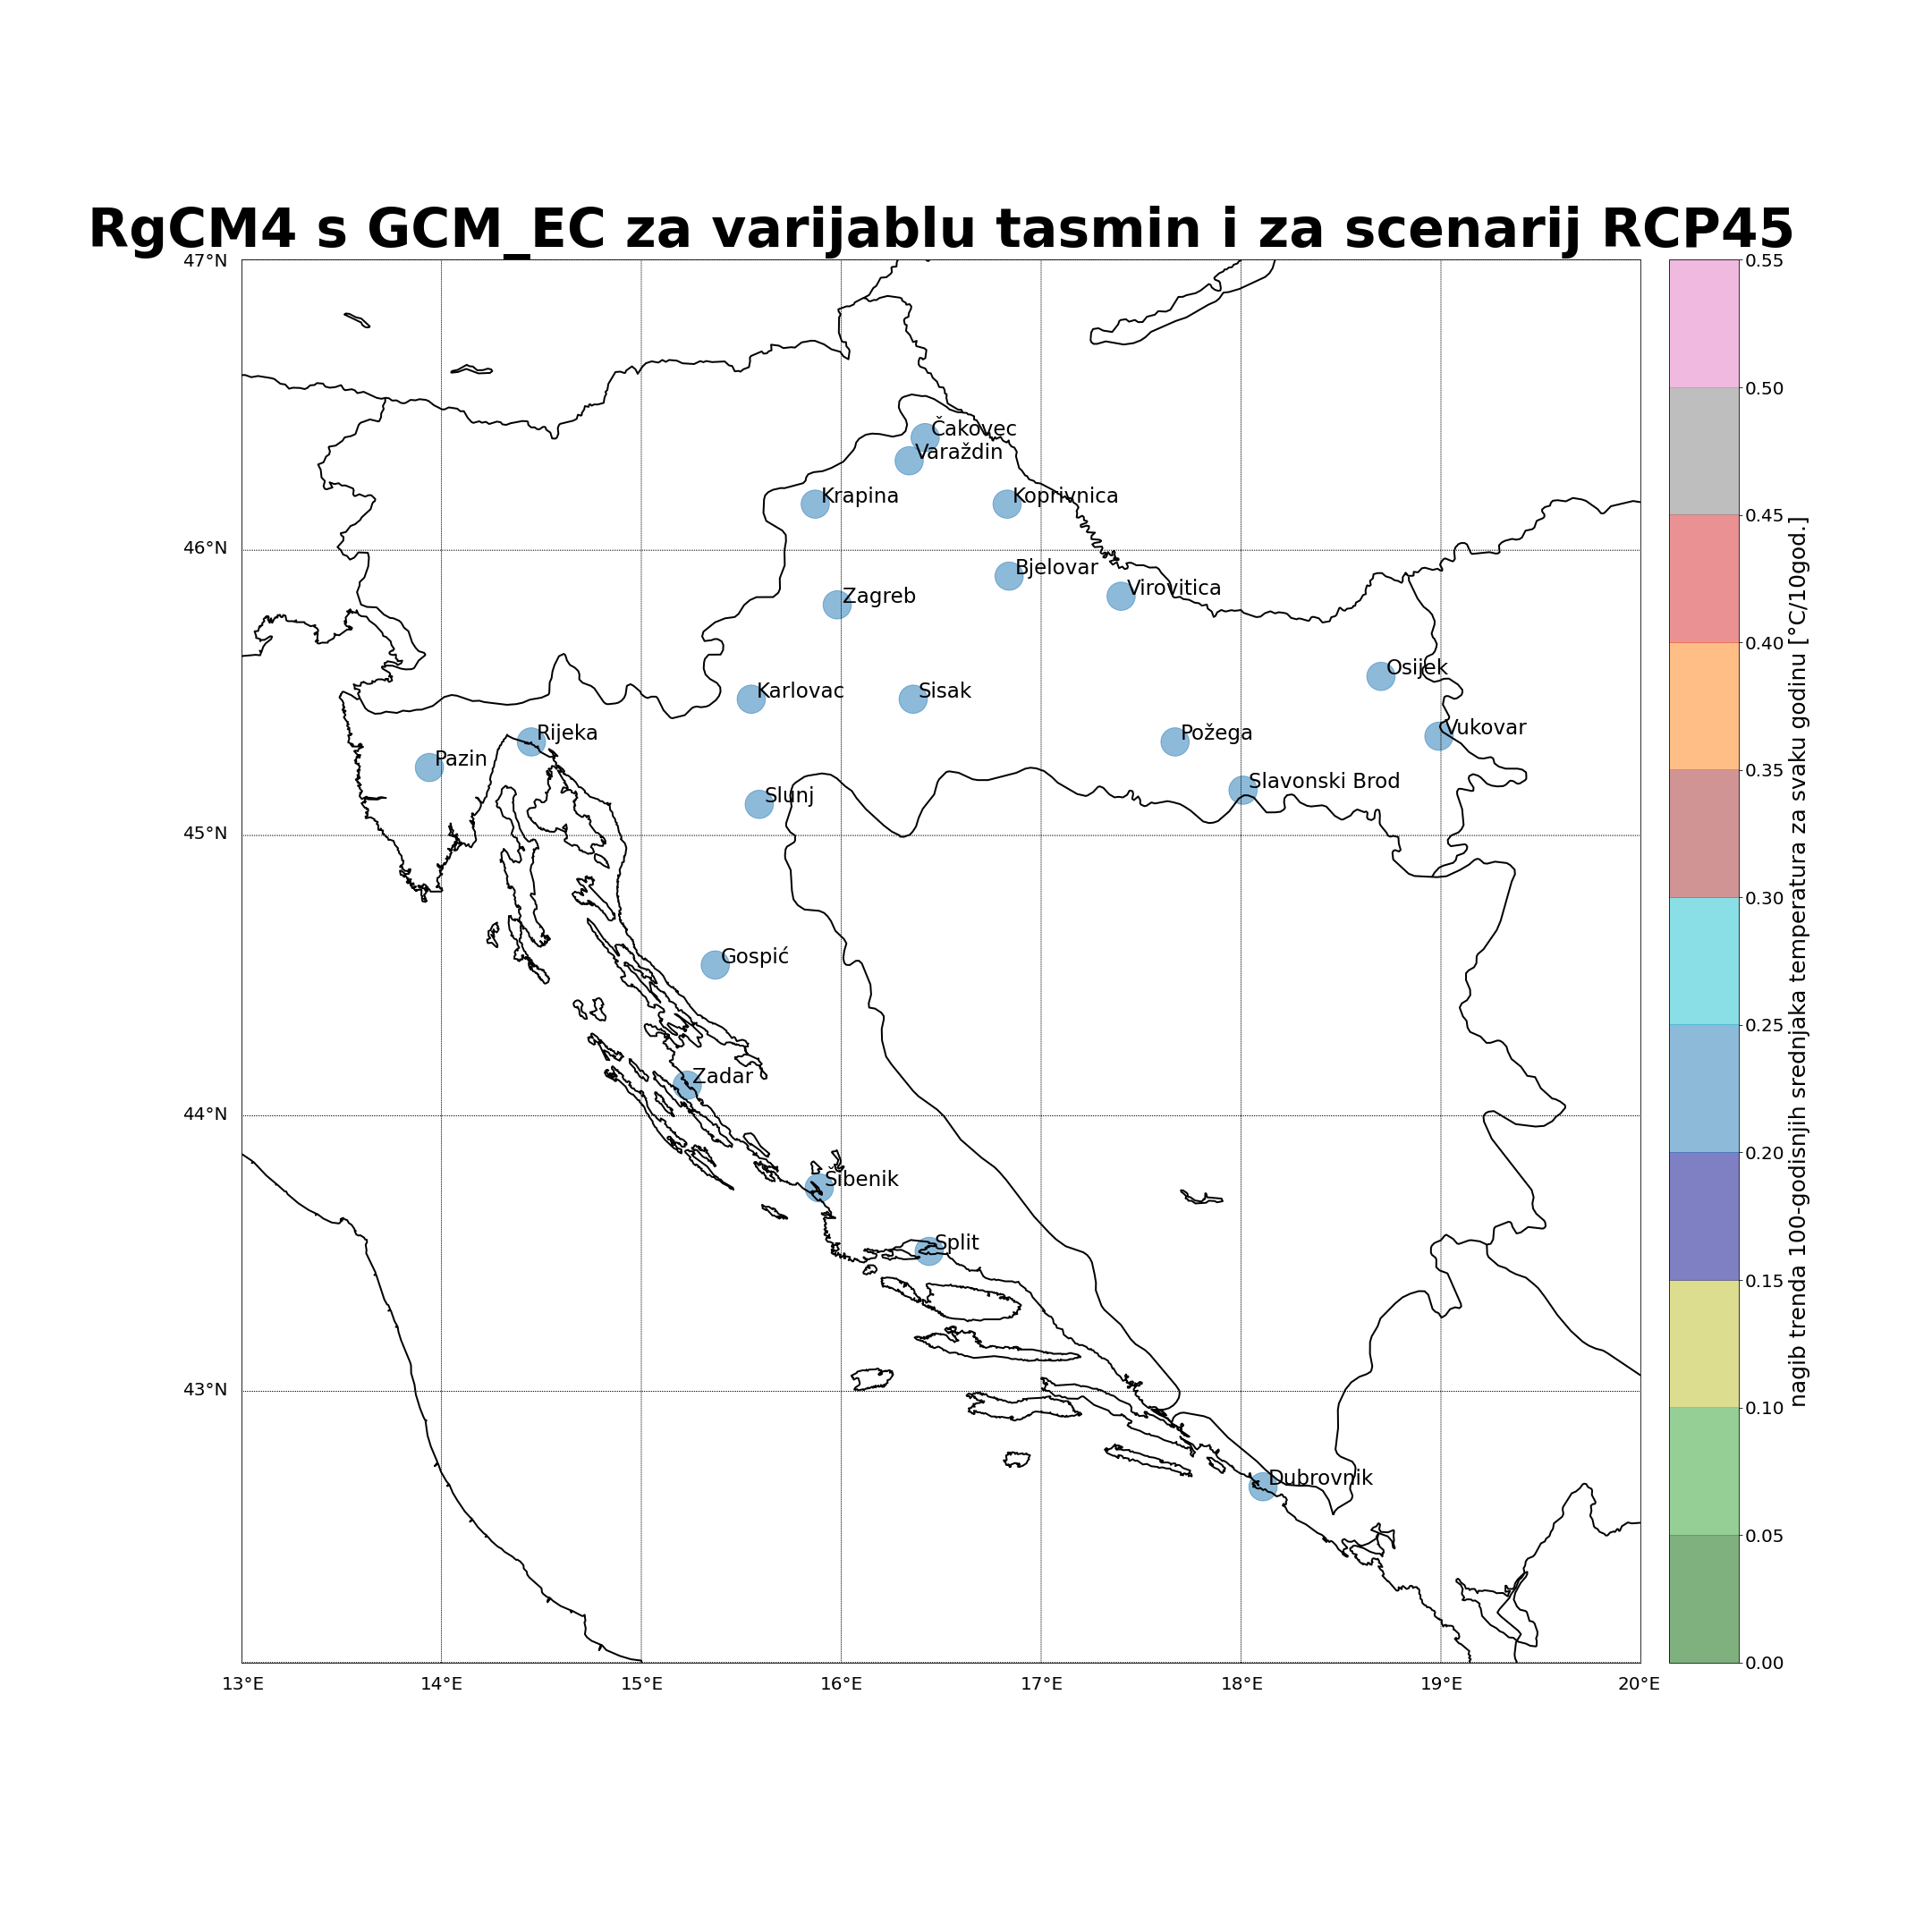 RgCM4 s GCM_EC za varijablu tasmin i za scenarij RCP45
47°N
46°N
45°N
44°N
43°N
13°E
14°E
15°E
16°E
17°E
18°E
19°E
20°E
Čakovec
Varaždin
Krapina
Koprivnica
Bjelovar
Virovitica
Zagreb
Osijek
Karlovac
Sisak
Vukovar
Rijeka
Požega
Pazin
Slavonski Brod
Slunj
Gospić
Zadar
Šibenik
Split
Dubrovnik
0.55
0.50
0.45
0.40
0.35
0.30
0.25
0.20
0.15
0.10
0.05
0.00
nagib trenda 100-godisnjih srednjaka temperatura za svaku godinu [°C/10god.]